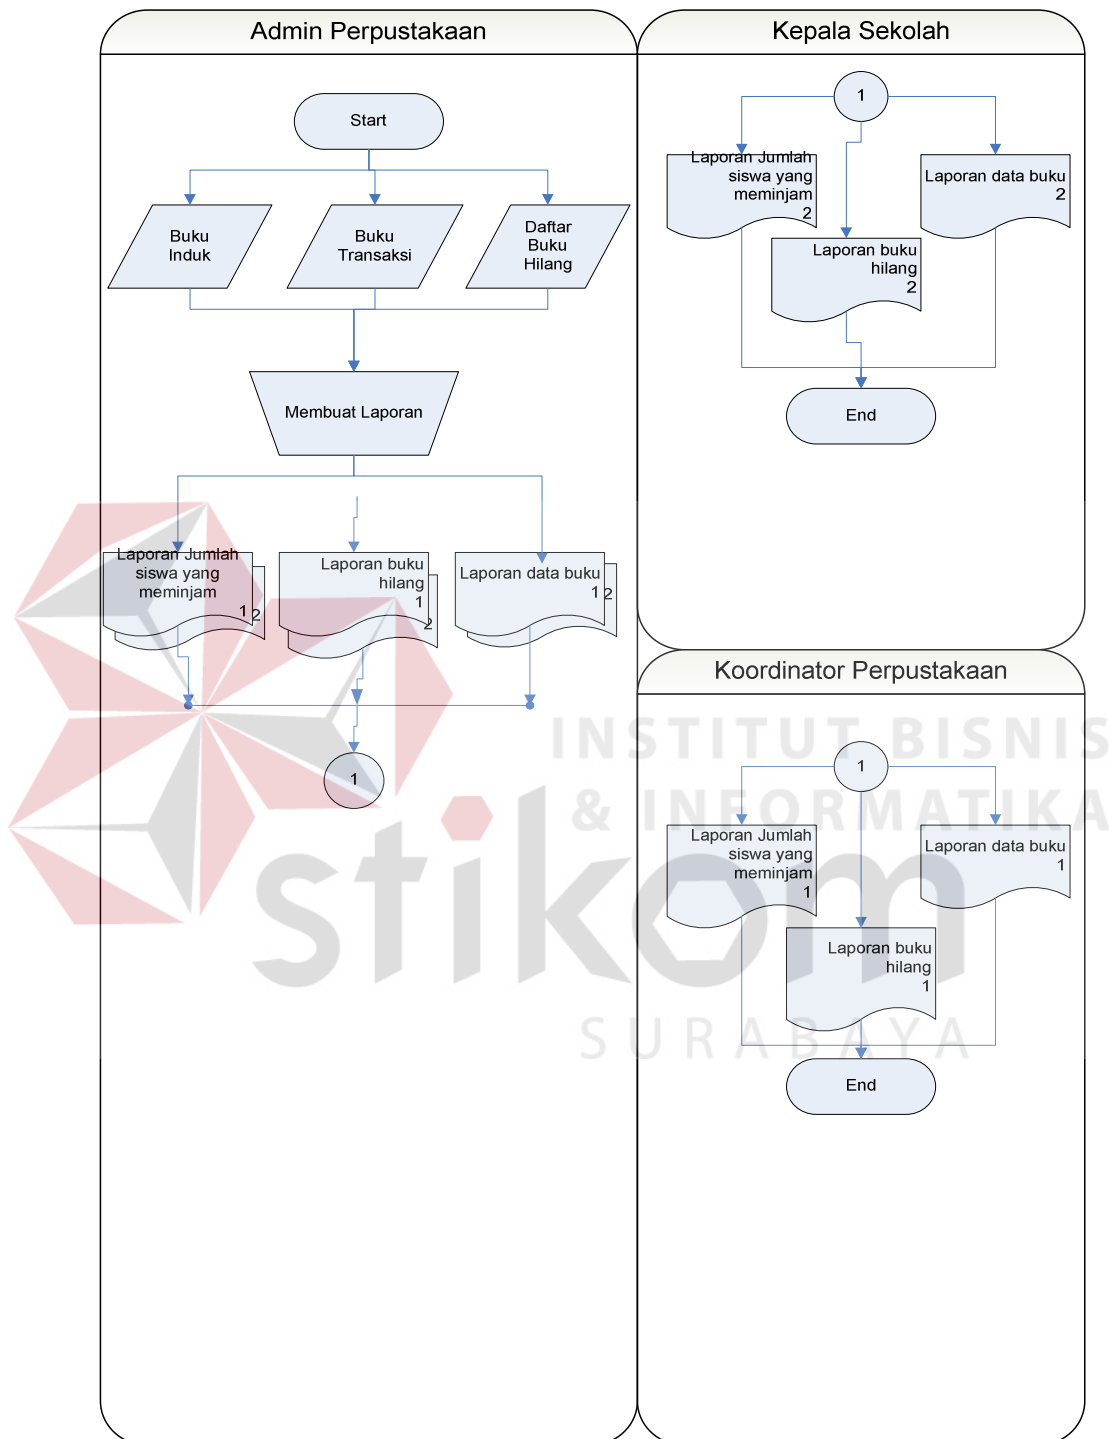 Admin Perpustakaan
Start
Buku
Induk
Buku
Transaksi
Daftar
Buku
Hilang
Membuat Laporan
Laporan Jumlah
siswa yang
meminjam
1
2
Laporan buku
hilang
1
2
Laporan data buku
1
2
1
Kepala Sekolah
1
Laporan Jumlah
siswa yang
meminjam
2
Laporan buku
hilang
2
Laporan data buku
2
End
Koordinator Perpustakaan
1
Laporan Jumlah
siswa yang
meminjam
1
Laporan buku
hilang
1
Laporan data buku
1
End
INSTITUT BISNIS
& INFORMATIKA
stikom
SURABAYA